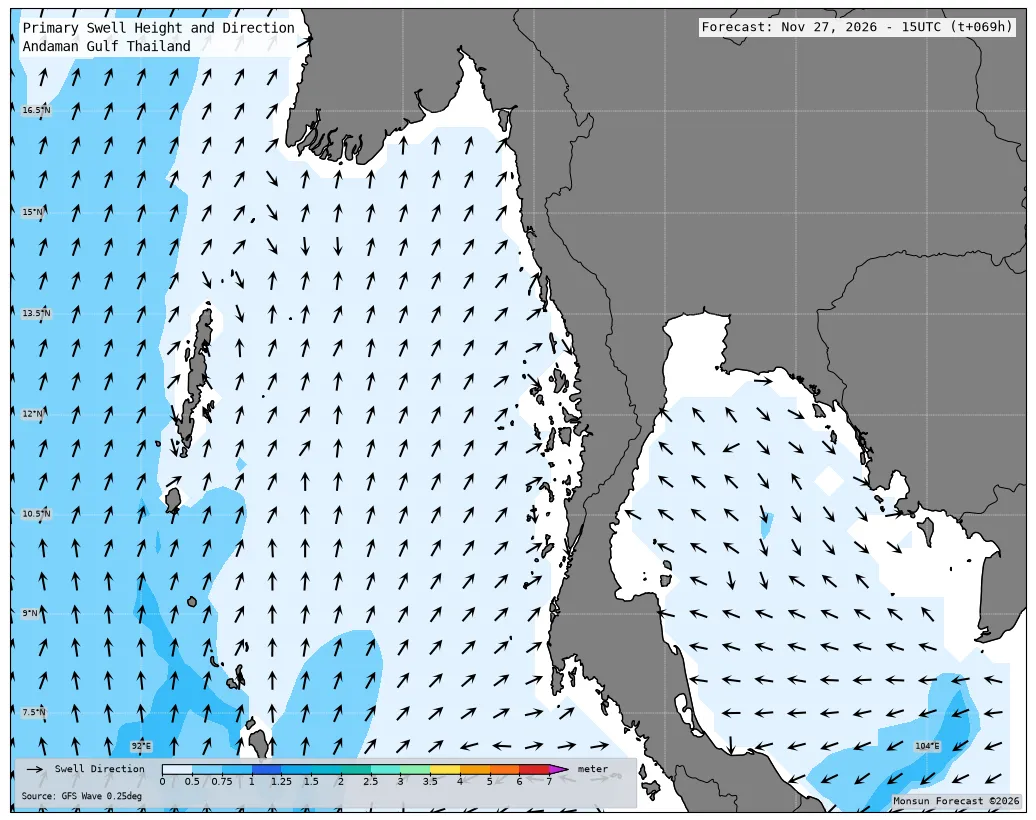 Primary Swell Height and Direction
Andaman Gulf Thailand
Forecast: Nov 27, 2026 - 15UTC (t+069h)
16.5°N
15°N
13.5°N
12°N
10.5°N
9°N
7.5°N
92°E
104°E
Swell Direction
0 0.5 0.75 1.25 1.5 2 2.5 3 3.5 4 5 6 7
meter
Source: GFS Wave 0.25deg
Monsun Forecast ©2026